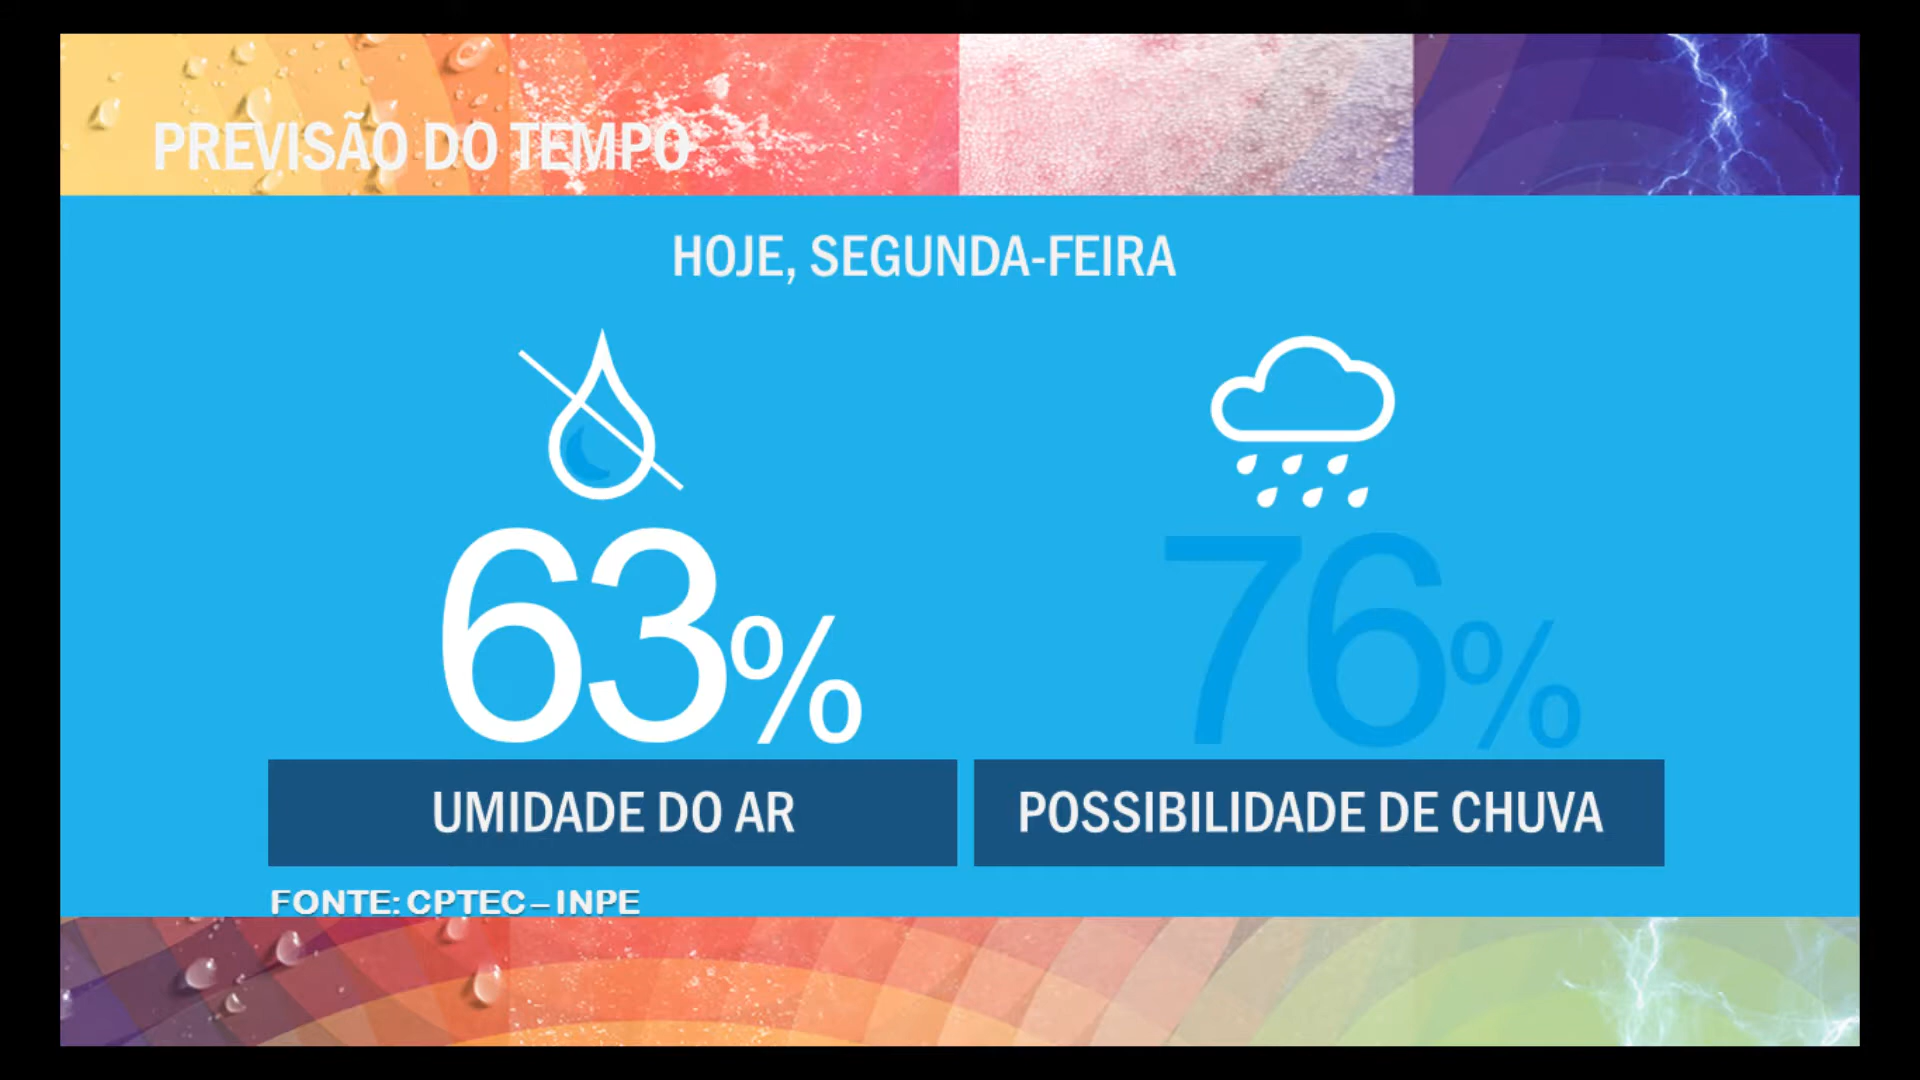 PREVISÃO DO TEMPO
HOJE, SEGUNDA-FEIRA
63%
76%
UMIDADE DO AR
POSSIBILIDADE DE CHUVA
FONTE: CPTEC – INPE